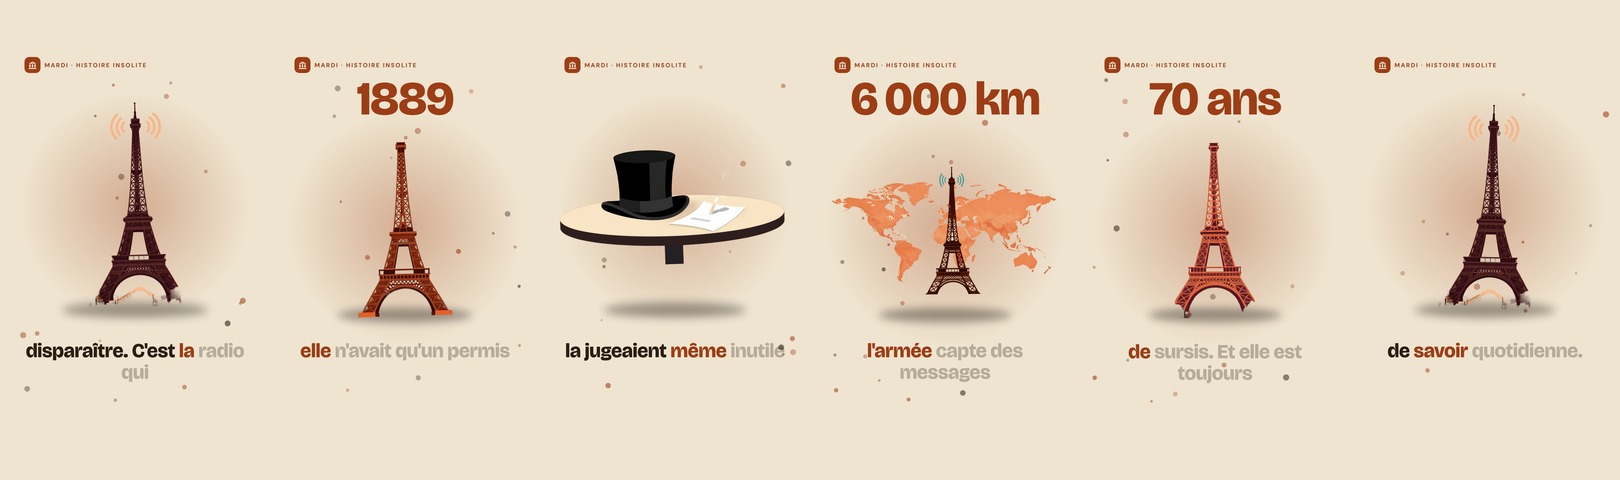 MARDI · HISTOIRE INSOLITE
disparaître. C'est la radio
qui
MARDI · HISTOIRE INSOLITE
1889
elle n'avait qu'un permis
MARDI · HISTOIRE INSOLITE
la jugeaient même inutile
MARDI · HISTOIRE INSOLITE
6 000 km
l'armée capte des
messages
MARDI · HISTOIRE INSOLITE
70 ans
de sursis. Et elle est
toujours
MARDI · HISTOIRE INSOLITE
de savoir quotidienne.